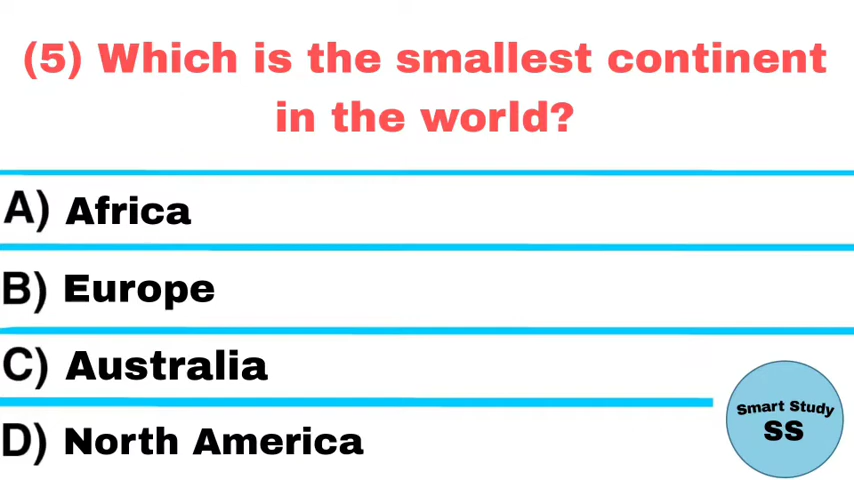 (5) Which is the smallest continent
in the world?
A) Africa
B) Europe
C) Australia
D) North America
Smart Study
SS